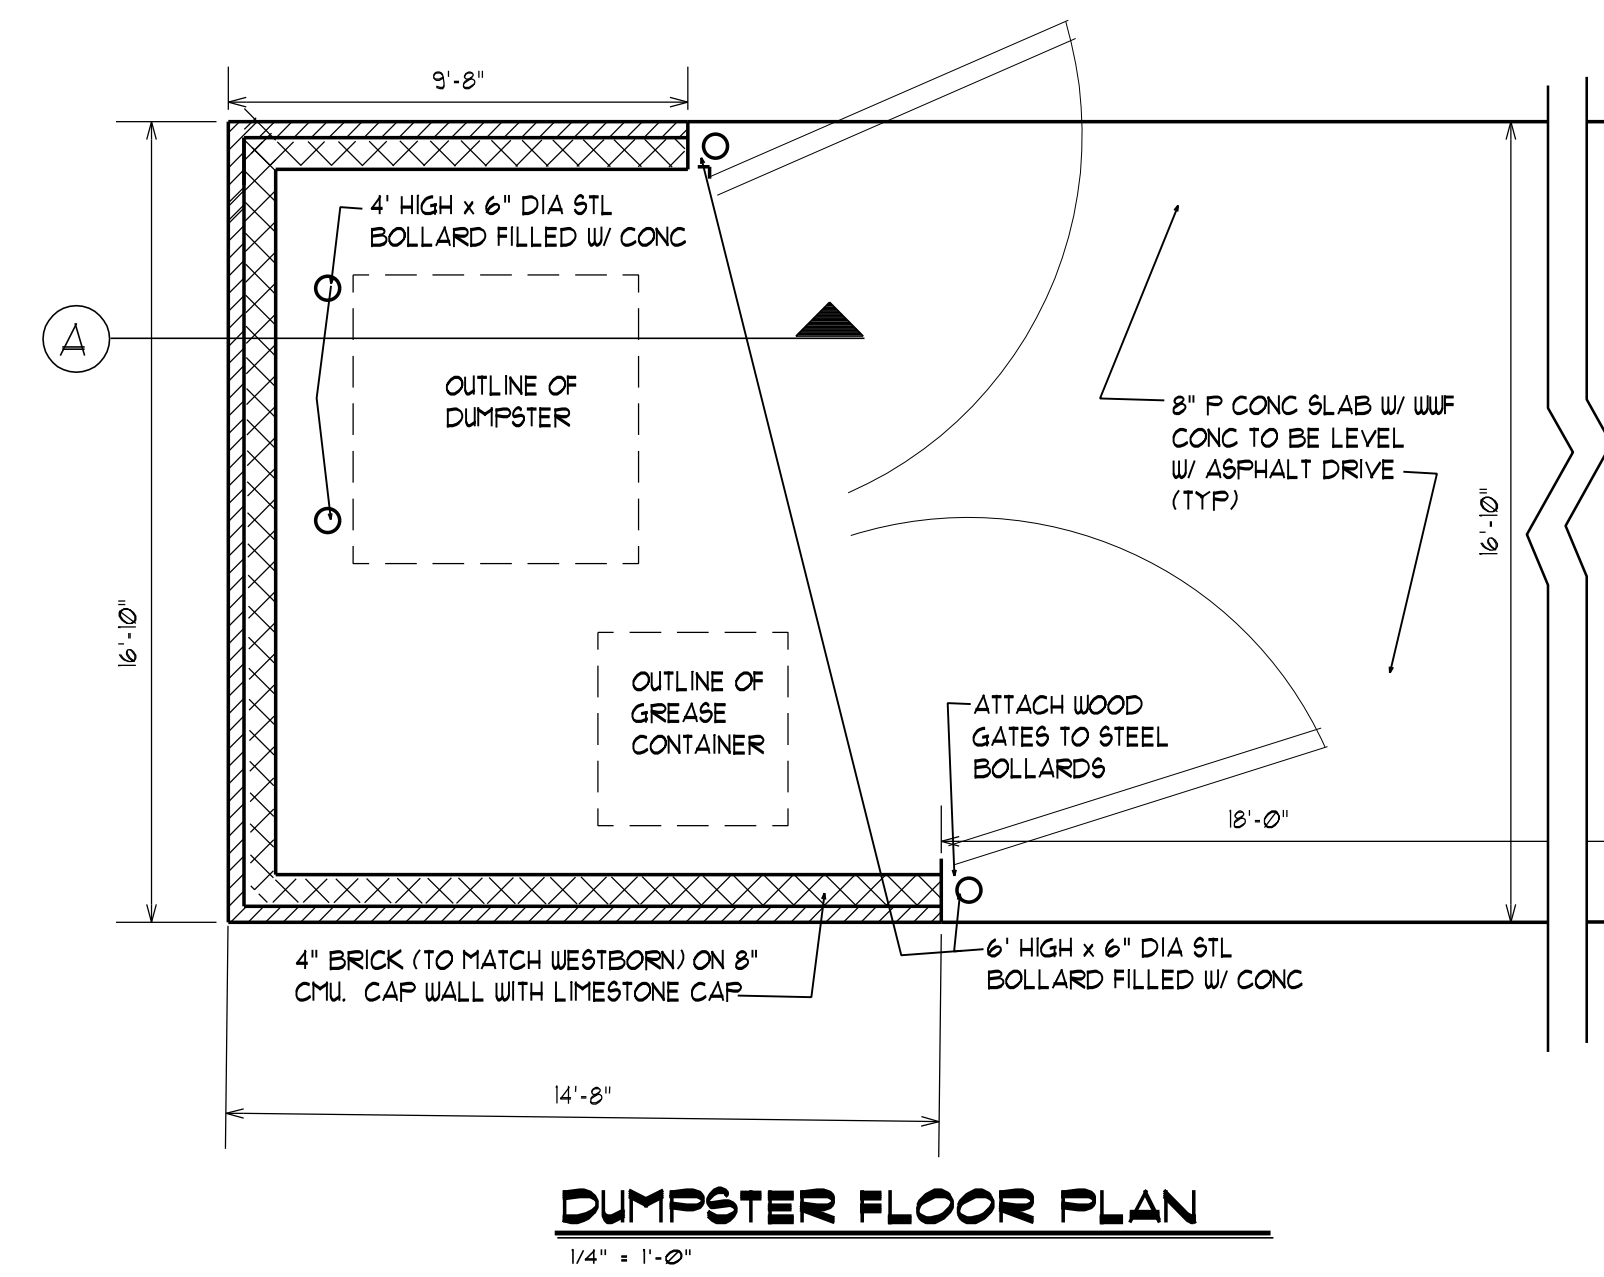 9'-8"
4' HIGH x 6" DIA STL
BOLLARD FILLED W/ CONC
A
OUTLINE OF
DUMPSTER
8" P CONC SLAB W/ WWF
CONC TO BE LEVEL
W/ ASPHALT DRIVE
(TYP)
16'-10"
16'-10"
OUTLINE OF
GREASE
CONTAINER
ATTACH WOOD
GATES TO STEEL
BOLLARDS
18'-0"
4" BRICK (TO MATCH WESTBORN) ON 8"
CMU. CAP WALL WITH LIMESTONE CAP
6' HIGH x 6" DIA STL
BOLLARD FILLED W/ CONC
14'-8"
DUMPSTER FLOOR PLAN
1/4" = 1'-0"